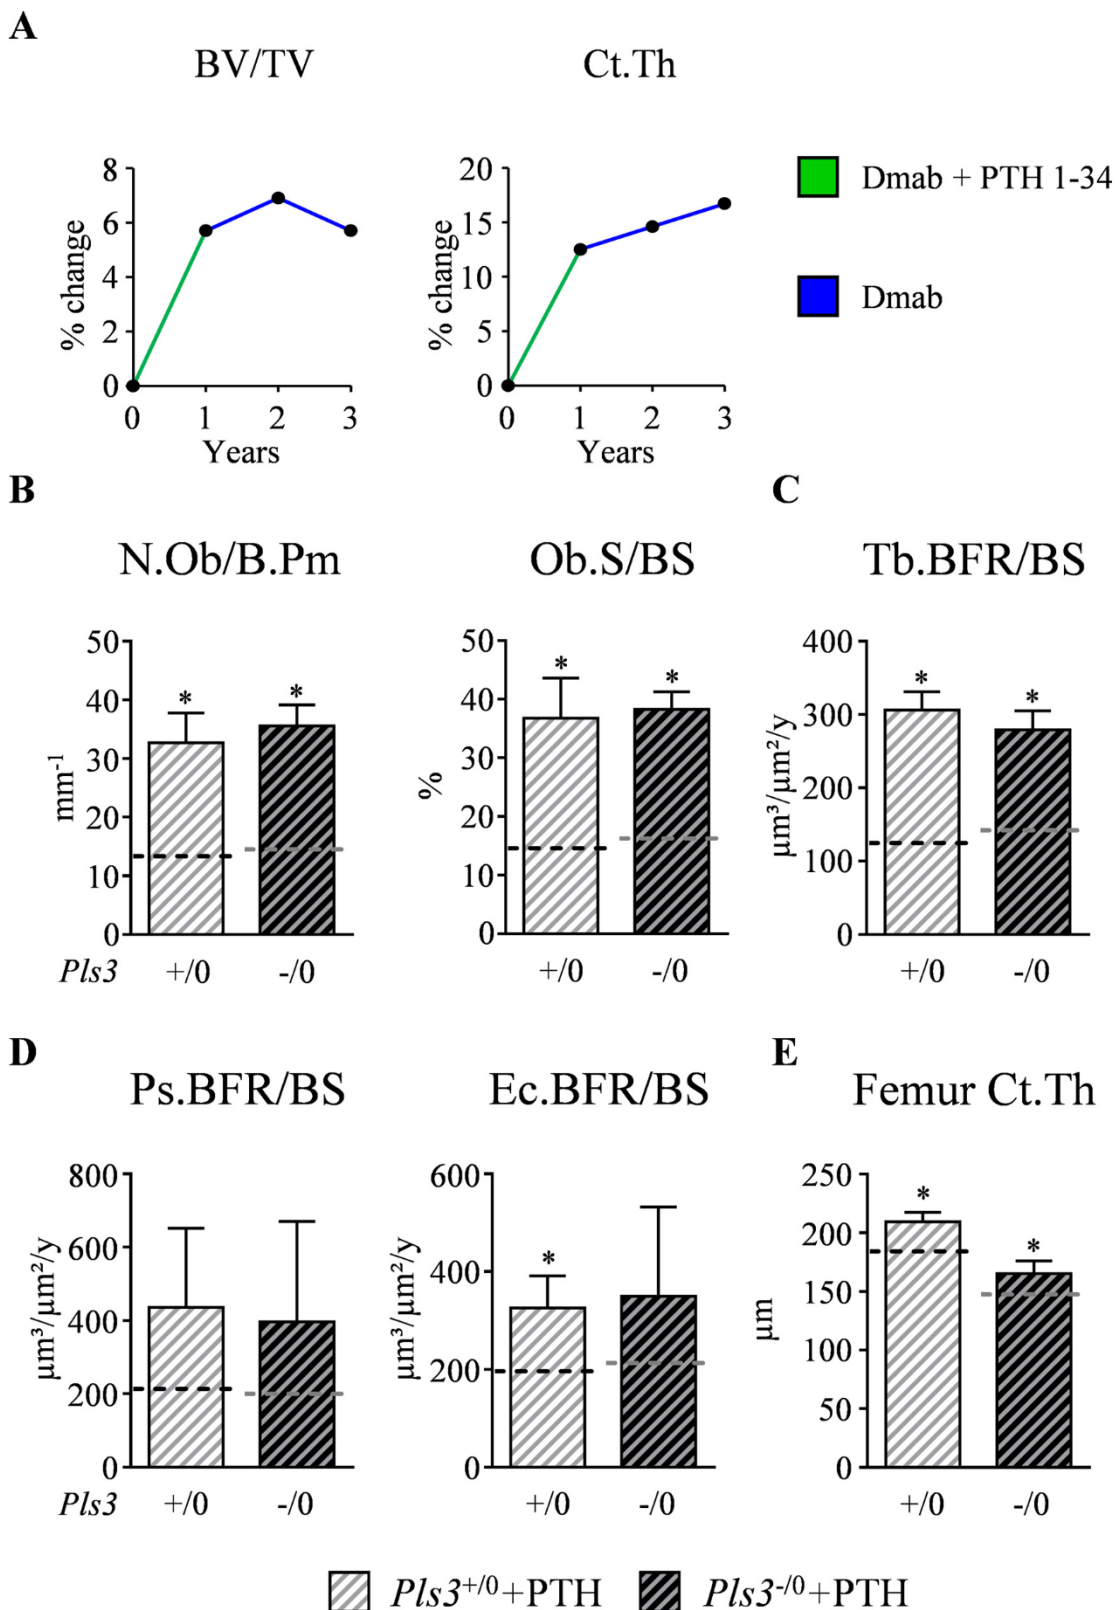 A
BV/TV
Ct.Th
8
6
4
2
0
% change
0 1 2 3
Years
20
15
10
5
0
% change
0 1 2 3
Years
Dmab + PTH 1-34
Dmab
B
N.Ob/B.Pm
50
40
30
20
10
0
mm⁻¹
* *
Pls3 +/0 -/0
Ob.S/BS
50
40
30
20
10
0
%
* *
+/0 -/0
C
Tb.BFR/BS
400
300
200
100
0
µm³/µm²/y
* *
+/0 -/0
D
Ps.BFR/BS
800
600
400
200
0
µm³/µm²/y
Pls3 +/0 -/0
Ec.BFR/BS
600
400
200
0
µm³/µm²/y
*
+/0 -/0
E
Femur Ct.Th
250
200
150
100
50
0
µm
* *
+/0 -/0
Pls3⁺/⁰+PTH
Pls3⁻/⁰+PTH